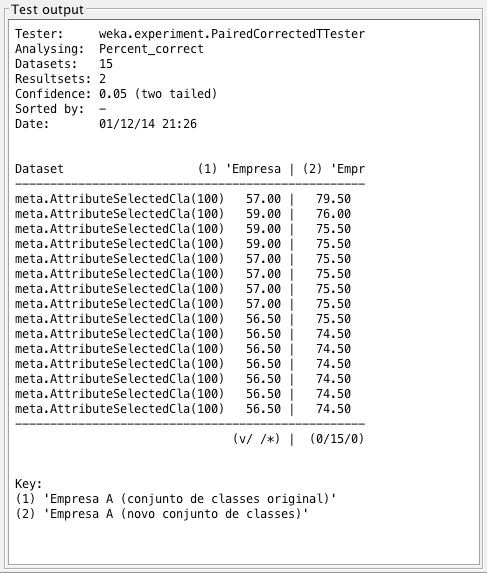 Test output
Tester:     weka.experiment.PairedCorrectedTTester
Analysing:  Percent_correct
Datasets:   15
Resultsets: 2
Confidence: 0.05 (two tailed)
Sorted by:  -
Date:       01/12/14 21:26
Dataset                   (1) 'Empresa | (2) 'Empr
--------------------------------------------------
meta.AttributeSelectedCla(100)   57.00 |   79.50
meta.AttributeSelectedCla(100)   59.00 |   76.00
meta.AttributeSelectedCla(100)   59.00 |   75.50
meta.AttributeSelectedCla(100)   59.00 |   75.50
meta.AttributeSelectedCla(100)   57.00 |   75.50
meta.AttributeSelectedCla(100)   57.00 |   75.50
meta.AttributeSelectedCla(100)   57.00 |   75.50
meta.AttributeSelectedCla(100)   57.00 |   75.50
meta.AttributeSelectedCla(100)   56.50 |   75.50
meta.AttributeSelectedCla(100)   56.50 |   74.50
meta.AttributeSelectedCla(100)   56.50 |   74.50
meta.AttributeSelectedCla(100)   56.50 |   74.50
meta.AttributeSelectedCla(100)   56.50 |   74.50
meta.AttributeSelectedCla(100)   56.50 |   74.50
meta.AttributeSelectedCla(100)   56.50 |   74.50
--------------------------------------------------
(v/ /*) |  (0/15/0)
Key:
(1) 'Empresa A (conjunto de classes original)'
(2) 'Empresa A (novo conjunto de classes)'